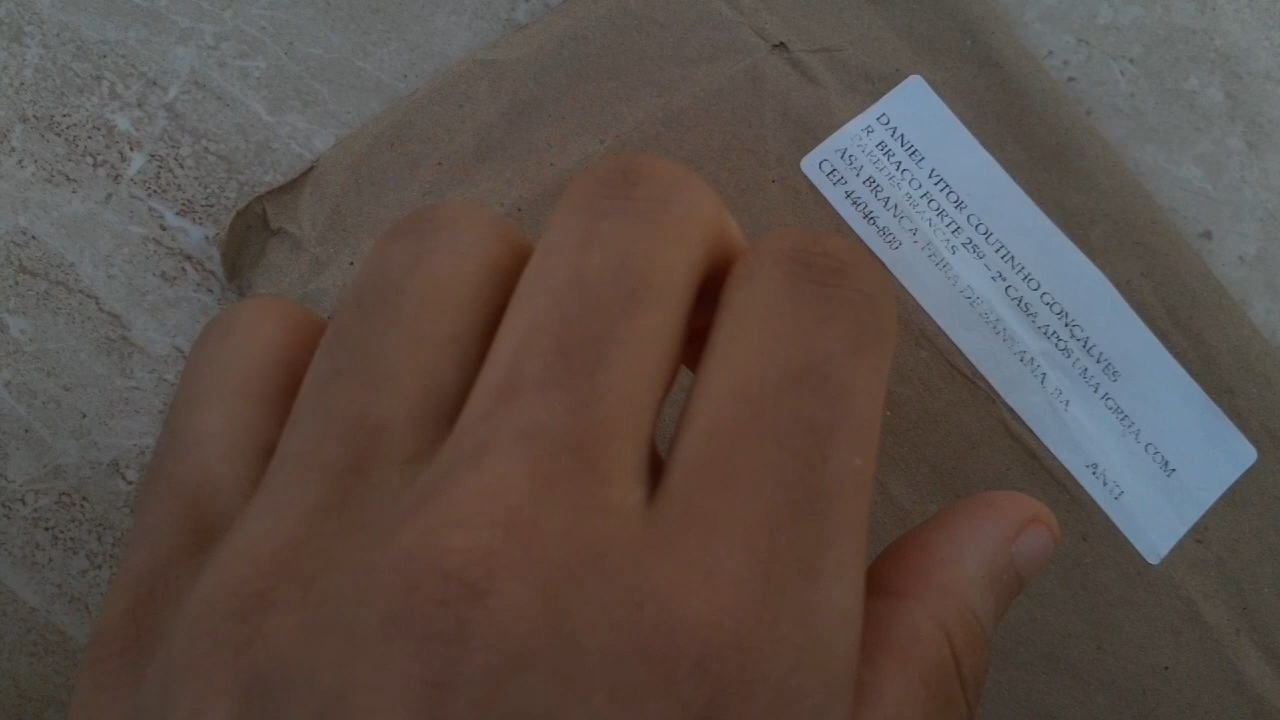 DANIEL VITOR COUTINHO GONÇALVES
R. BRAÇO FORTE 259 – 2ª CASA APÓS UMA IGREJA, COM
PAREDES BRANCAS
ASA BRANCA, FEIRA DE SANTANA, BA
CEP 44046-800
ANTI